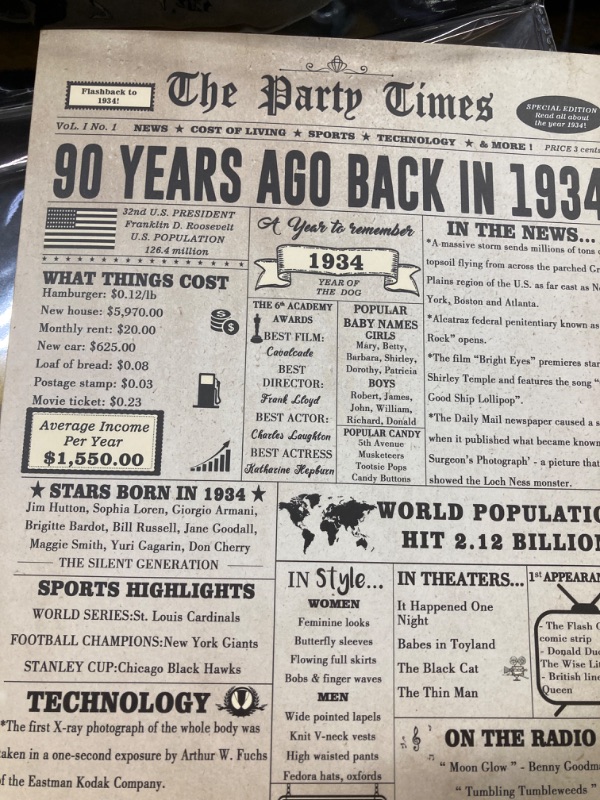 Flashback to
1934!
The Party Times
SPECIAL EDITION
Read all about
the year 1934!
VOL. I NO. 1 NEWS ★ COST OF LIVING ★ SPORTS ★ TECHNOLOGY ★ & MORE ! PRICE 3 cents
90 YEARS AGO BACK IN 1934
32nd U.S. PRESIDENT
Franklin D. Roosevelt
U.S. POPULATION
126.4 million
WHAT THINGS COST
Hamburger: $0.12/lb
New house: $5,970.00
Monthly rent: $20.00
New car: $625.00
Loaf of bread: $0.08
Postage stamp: $0.03
Movie ticket: $0.23
Average Income
Per Year
$1,550.00
A Year to remember
1934
YEAR OF
THE DOG
THE 6th ACADEMY
AWARDS
BEST FILM:
Cavalcade
BEST
DIRECTOR:
Frank Lloyd
BEST ACTOR:
Charles Laughton
BEST ACTRESS
Katharine Hepburn
POPULAR
BABY NAMES
GIRLS
Mary, Betty,
Barbara, Shirley,
Dorothy, Patricia
BOYS
Robert, James,
John, William,
Richard, Donald
POPULAR CANDY
5th Avenue
Musketeers
Tootsie Pops
Candy Buttons
IN THE NEWS...
*A massive storm sends millions of tons
topsoil flying from across the parched
Plains region of the U.S. as far east as
York, Boston and Atlanta.
*Alcatraz federal penitentiary known as
Rock" opens.
*The film "Bright Eyes" premieres
Shirley Temple and features the song
Good Ship Lollipop".
*The Daily Mail newspaper caused a
when it published what became known
Surgeon's Photograph' - a picture that
showed the Loch Ness monster.
★ STARS BORN IN 1934 ★
Jim Hutton, Sophia Loren, Giorgio Armani,
Brigitte Bardot, Bill Russell, Jane Goodall,
Maggie Smith, Yuri Gagarin, Don Cherry
THE SILENT GENERATION
WORLD POPULATIO
HIT 2.12 BILLION
SPORTS HIGHLIGHTS
WORLD SERIES:St. Louis Cardinals
FOOTBALL CHAMPIONS:New York Giants
STANLEY CUP:Chicago Black Hawks
TECHNOLOGY
*The first X-ray photograph of the whole body was
taken in a one-second exposure by Arthur W. Fuchs
of the Eastman Kodak Company.
IN Style...
WOMEN
Feminine looks
Butterfly sleeves
Flowing full skirts
Bobs & finger waves
MEN
Wide pointed lapels
Knit V-neck vests
High waisted pants
Fedora hats, oxfords
IN THEATERS...
It Happened One
Night
Babes in Toyland
The Black Cat
The Thin Man
1st APPEARAN
- The Flash
comic strip
- Donald Duc
The Wise Lit
- British line
Queen
ON THE RADIO
" Moon Glow " - Benny Goodma
" Tumbling Tumbleweeds "